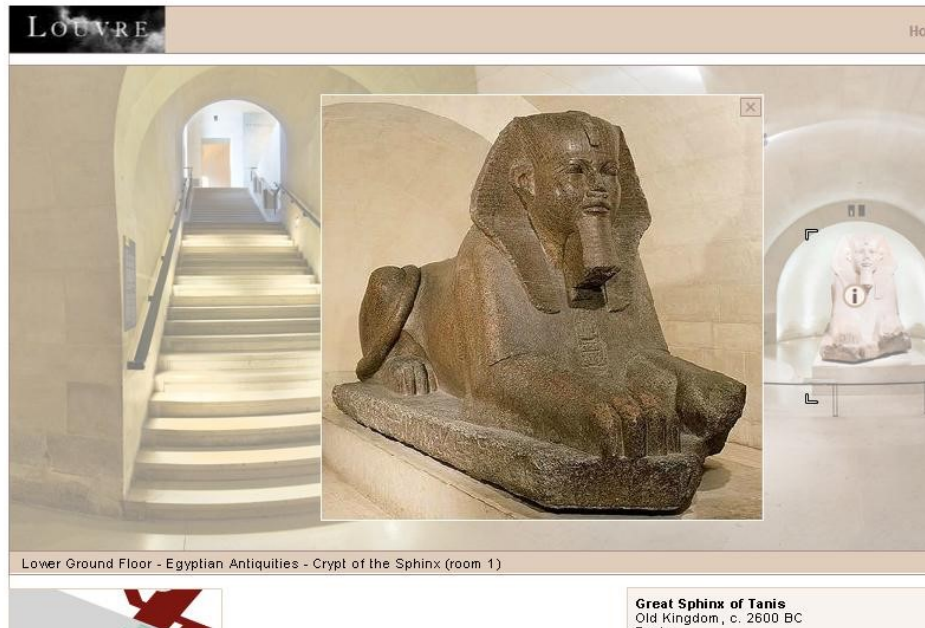 LOUVRE
Lower Ground Floor - Egyptian Antiquities - Crypt of the Sphinx (room 1)
Great Sphinx of Tanis
Old Kingdom, c. 2600 BC